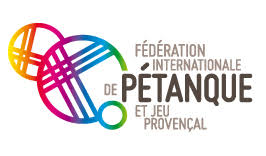 FÉDÉRATION
INTERNATIONALE
DE PÉTANQUE
ET JEU
PROVENÇAL